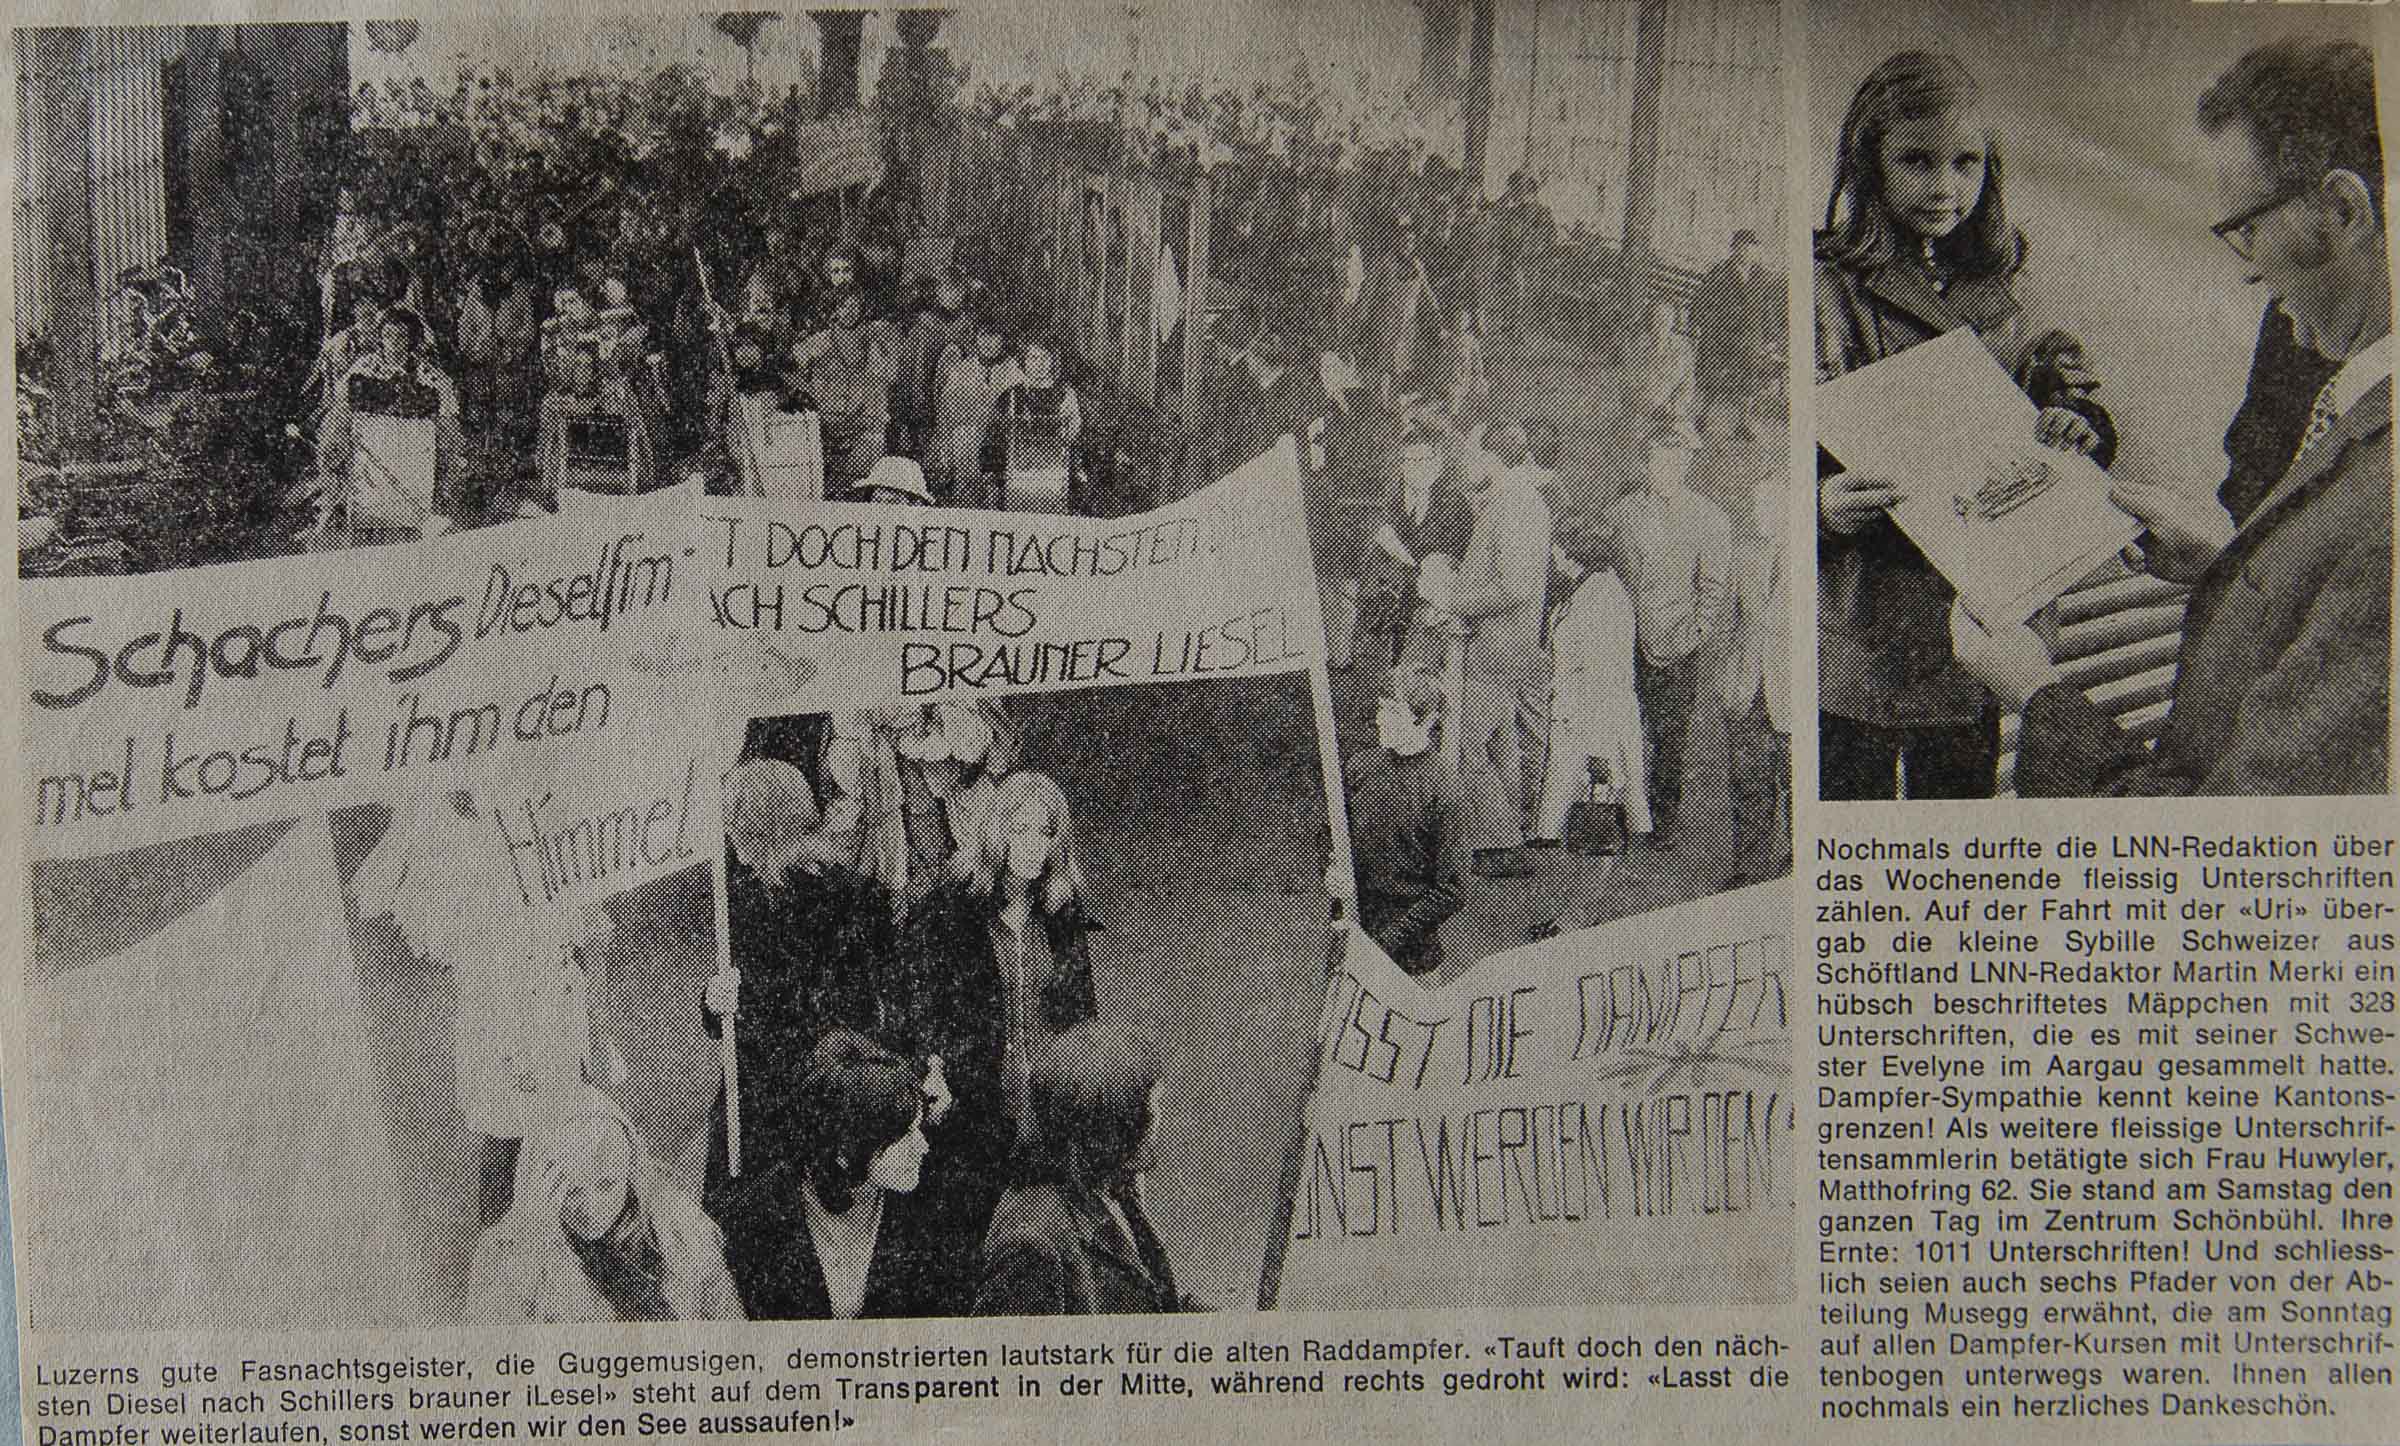 Schachers Dieselfim-
mel kostet ihm den
Himmel
T DOCH DEN NACHSTEN
ACH SCHILLERS
BRAUNER LIESEL
ASST DIE DAMPFER
ONST WERDEN WIR DEN
Luzerns gute Fasnachtsgeister, die Guggemusigen, demonstrierten lautstark für die alten Raddampfer. «Tauft doch den näch-
sten Diesel nach Schillers brauner iLesel» steht auf dem Transparent in der Mitte, während rechts gedroht wird: «Lasst die
Dampfer weiterlaufen, sonst werden wir den See aussaufen!»
Nochmals durfte die LNN-Redaktion über
das Wochenende fleissig Unterschriften
zählen. Auf der Fahrt mit der «Uri» über-
gab die kleine Sybille Schweizer aus
Schöftland LNN-Redaktor Martin Merki ein
hübsch beschriftetes Mäppchen mit 328
Unterschriften, die es mit seiner Schwe-
ster Evelyne im Aargau gesammelt hatte.
Dampfer-Sympathie kennt keine Kantons-
grenzen! Als weitere fleissige Unterschrif-
tensammlerin betätigte sich Frau Huwyler,
Matthofring 62. Sie stand am Samstag den
ganzen Tag im Zentrum Schönbühl. Ihre
Ernte: 1011 Unterschriften! Und schliess-
lich seien auch sechs Pfader von der Ab-
teilung Musegg erwähnt, die am Sonntag
auf allen Dampfer-Kursen mit Unterschrif-
tenbogen unterwegs waren. Ihnen allen
nochmals ein herzliches Dankeschön.